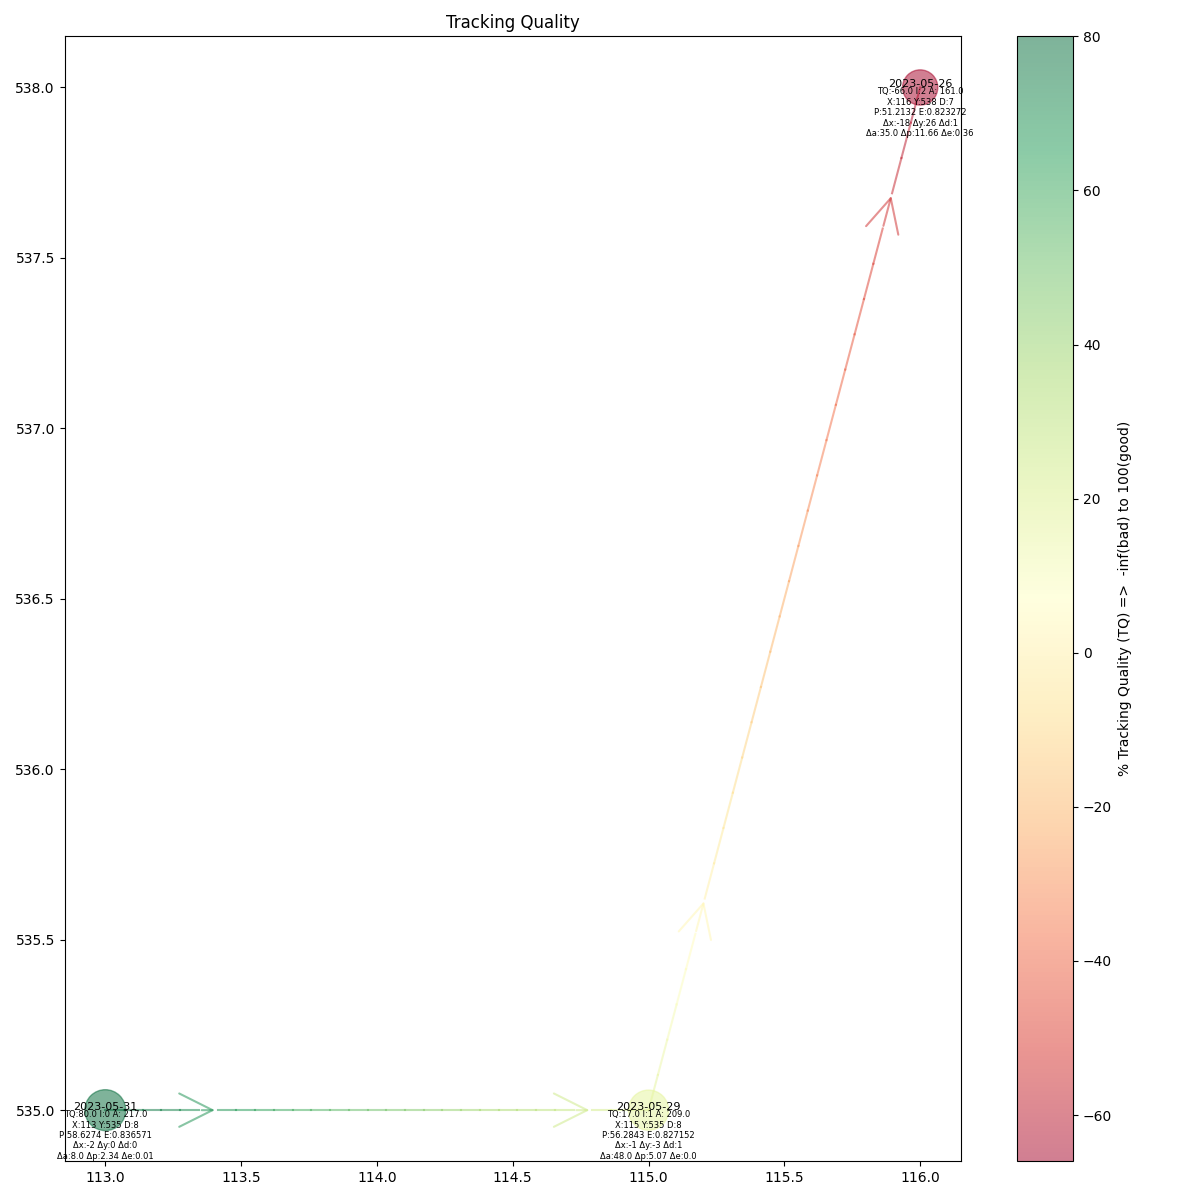 Tracking Quality
538.0
537.5
537.0
536.5
536.0
535.5
535.0
113.0 113.5 114.0 114.5 115.0 115.5 116.0
2023-05-26
TQ:-66.0 I:2 A: 161.0
X:116 Y:538 D:7
P:51.2132 E:0.823272
Δx:-18 Δy:26 Δd:1
Δa:35.0 Δp:11.66 Δe:0.36
2023-05-31
TQ:80.0 I:0 A: 217.0
X:113 Y:535 D:8
P:58.6274 E:0.836571
Δx:-2 Δy:0 Δd:0
Δa:8.0 Δp:2.34 Δe:0.01
2023-05-29
TQ:17.0 I:1 A: 209.0
X:115 Y:535 D:8
P:56.2843 E:0.827152
Δx:-1 Δy:-3 Δd:1
Δa:48.0 Δp:5.07 Δe:0.0
80
60
40
20
0
−20
−40
−60
% Tracking Quality (TQ) => -inf(bad) to 100(good)